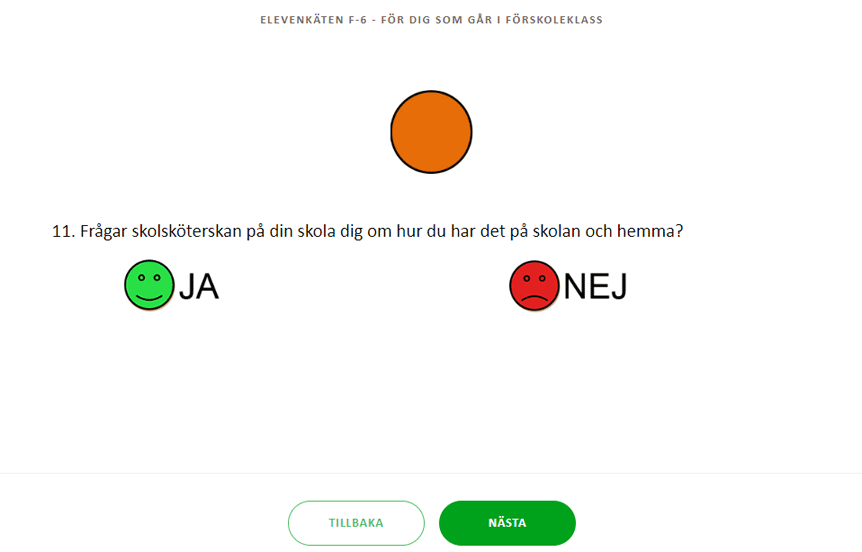 ELEVENKÄTEN F-6 - FÖR DIG SOM GÅR I FÖRSKOLEKLASS
11. Frågar skolsköterskan på din skola dig om hur du har det på skolan och hemma?
JA
NEJ
TILLBAKA
NÄSTA